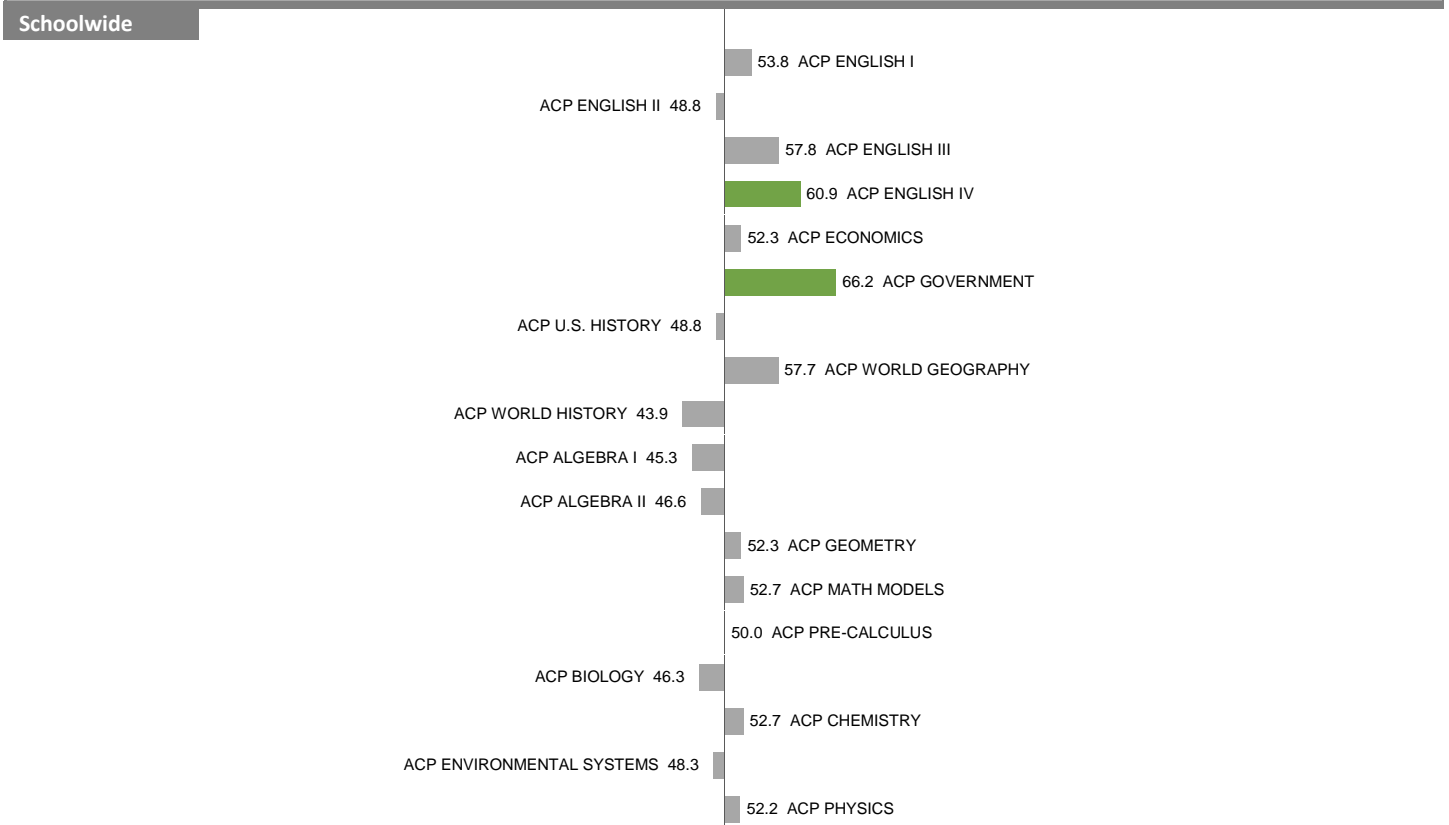 Schoolwide
53.8 ACP ENGLISH I
ACP ENGLISH II 48.8
57.8 ACP ENGLISH III
60.9 ACP ENGLISH IV
52.3 ACP ECONOMICS
66.2 ACP GOVERNMENT
ACP U.S. HISTORY 48.8
57.7 ACP WORLD GEOGRAPHY
ACP WORLD HISTORY 43.9
ACP ALGEBRA I 45.3
ACP ALGEBRA II 46.6
52.3 ACP GEOMETRY
52.7 ACP MATH MODELS
50.0 ACP PRE-CALCULUS
ACP BIOLOGY 46.3
52.7 ACP CHEMISTRY
ACP ENVIRONMENTAL SYSTEMS 48.3
52.2 ACP PHYSICS